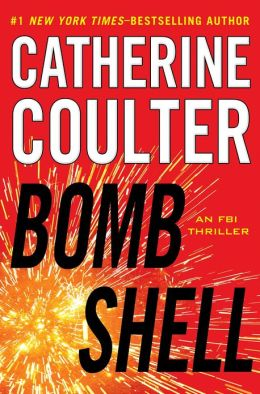 #1 NEW YORK TIMES–BESTSELLING AUTHOR
CATHERINE
COULTER
BOMB
AN FBI
THRILLER
SHELL